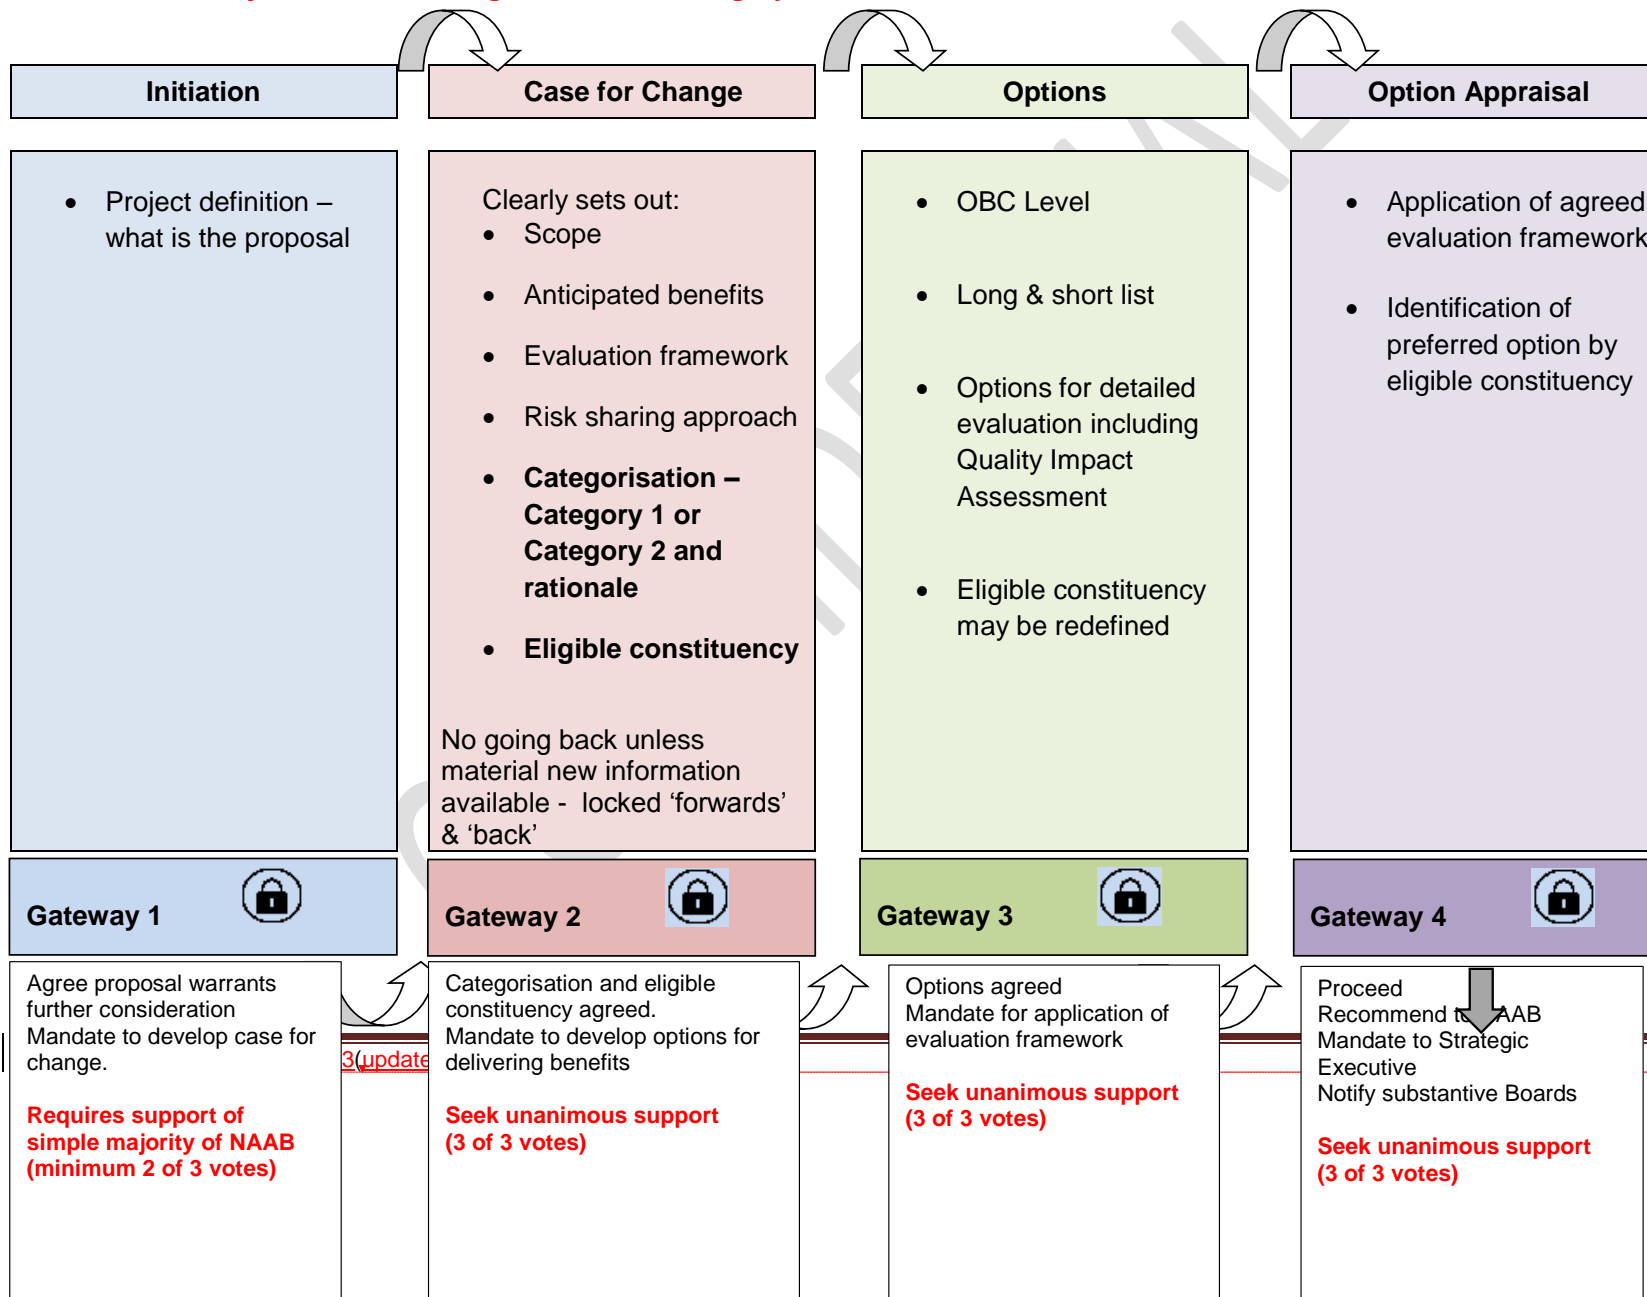 Initiation
Case for Change
Options
Option Appraisal
• Project definition –
what is the proposal
Clearly sets out:
• Scope
• Anticipated benefits
• Evaluation framework
• Risk sharing approach
• Categorisation –
Category 1 or
Category 2 and
rationale
• Eligible constituency
No going back unless
material new information
available - locked ‘forwards’
& ‘back’
• OBC Level
• Long & short list
• Options for detailed
evaluation including
Quality Impact
Assessment
• Eligible constituency
may be redefined
• Application of agreed
evaluation framework
• Identification of
preferred option by
eligible constituency
Gateway 1
Gateway 2
Gateway 3
Gateway 4
Agree proposal warrants
further consideration
Mandate to develop case for
change.
Requires support of
simple majority of NAAB
(minimum 2 of 3 votes)
3(update
Categorisation and eligible
constituency agreed.
Mandate to develop options for
delivering benefits
Seek unanimous support
(3 of 3 votes)
Options agreed
Mandate for application of
evaluation framework
Seek unanimous support
(3 of 3 votes)
Proceed
Recommend to NAAB
Mandate to Strategic
Executive
Notify substantive Boards
Seek unanimous support
(3 of 3 votes)